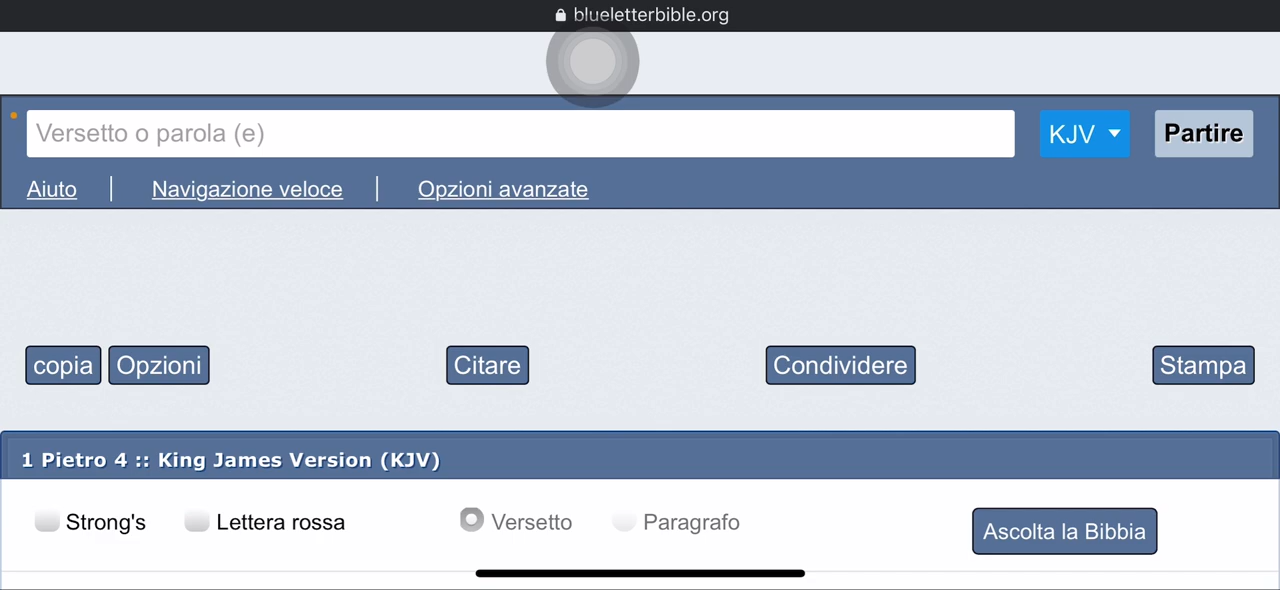 blueletterbible.org
Versetto o parola (e) KJV Partire
Aiuto | Navigazione veloce | Opzioni avanzate
copia Opzioni Citare Condividere Stampa
1 Pietro 4 :: King James Version (KJV)
Strong's Lettera rossa Versetto Paragrafo Ascolta la Bibbia